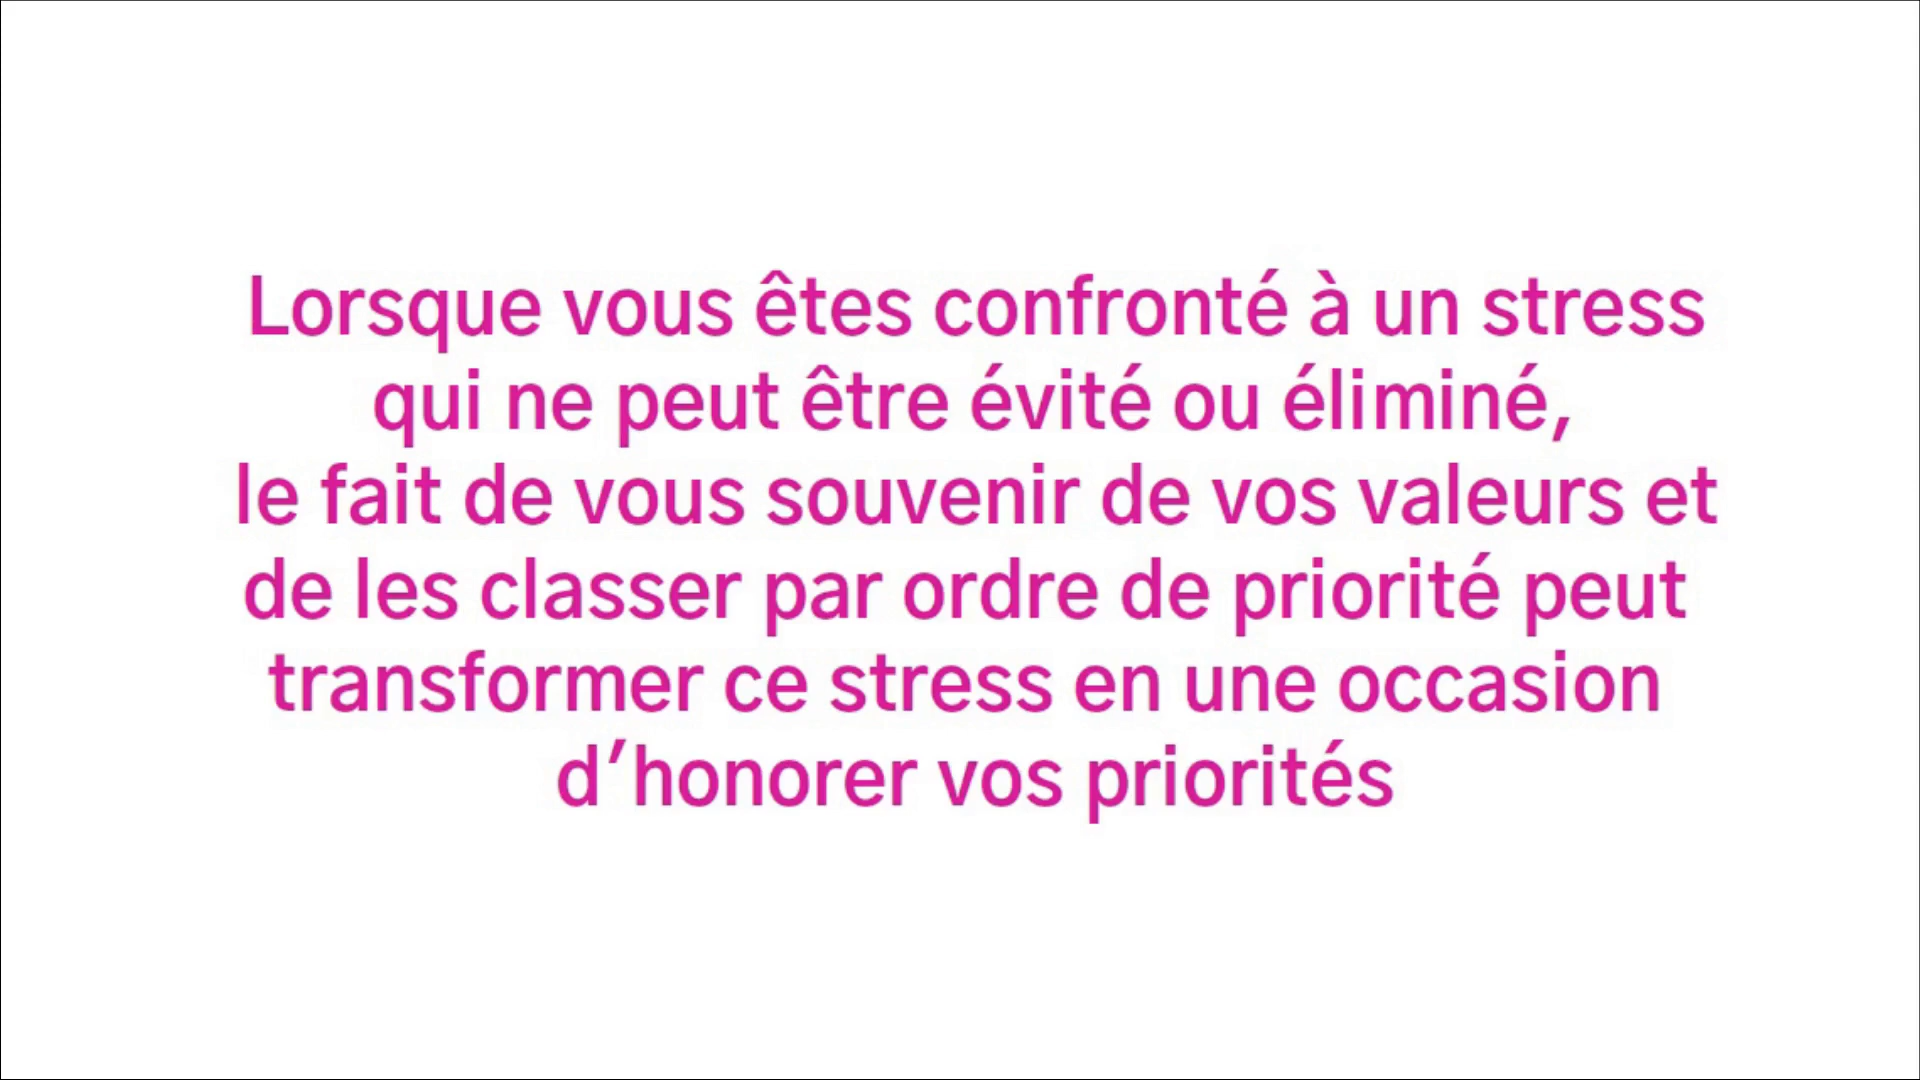 Lorsque vous êtes confronté à un stress
qui ne peut être évité ou éliminé,
le fait de vous souvenir de vos valeurs et
de les classer par ordre de priorité peut
transformer ce stress en une occasion
d’honorer vos priorités